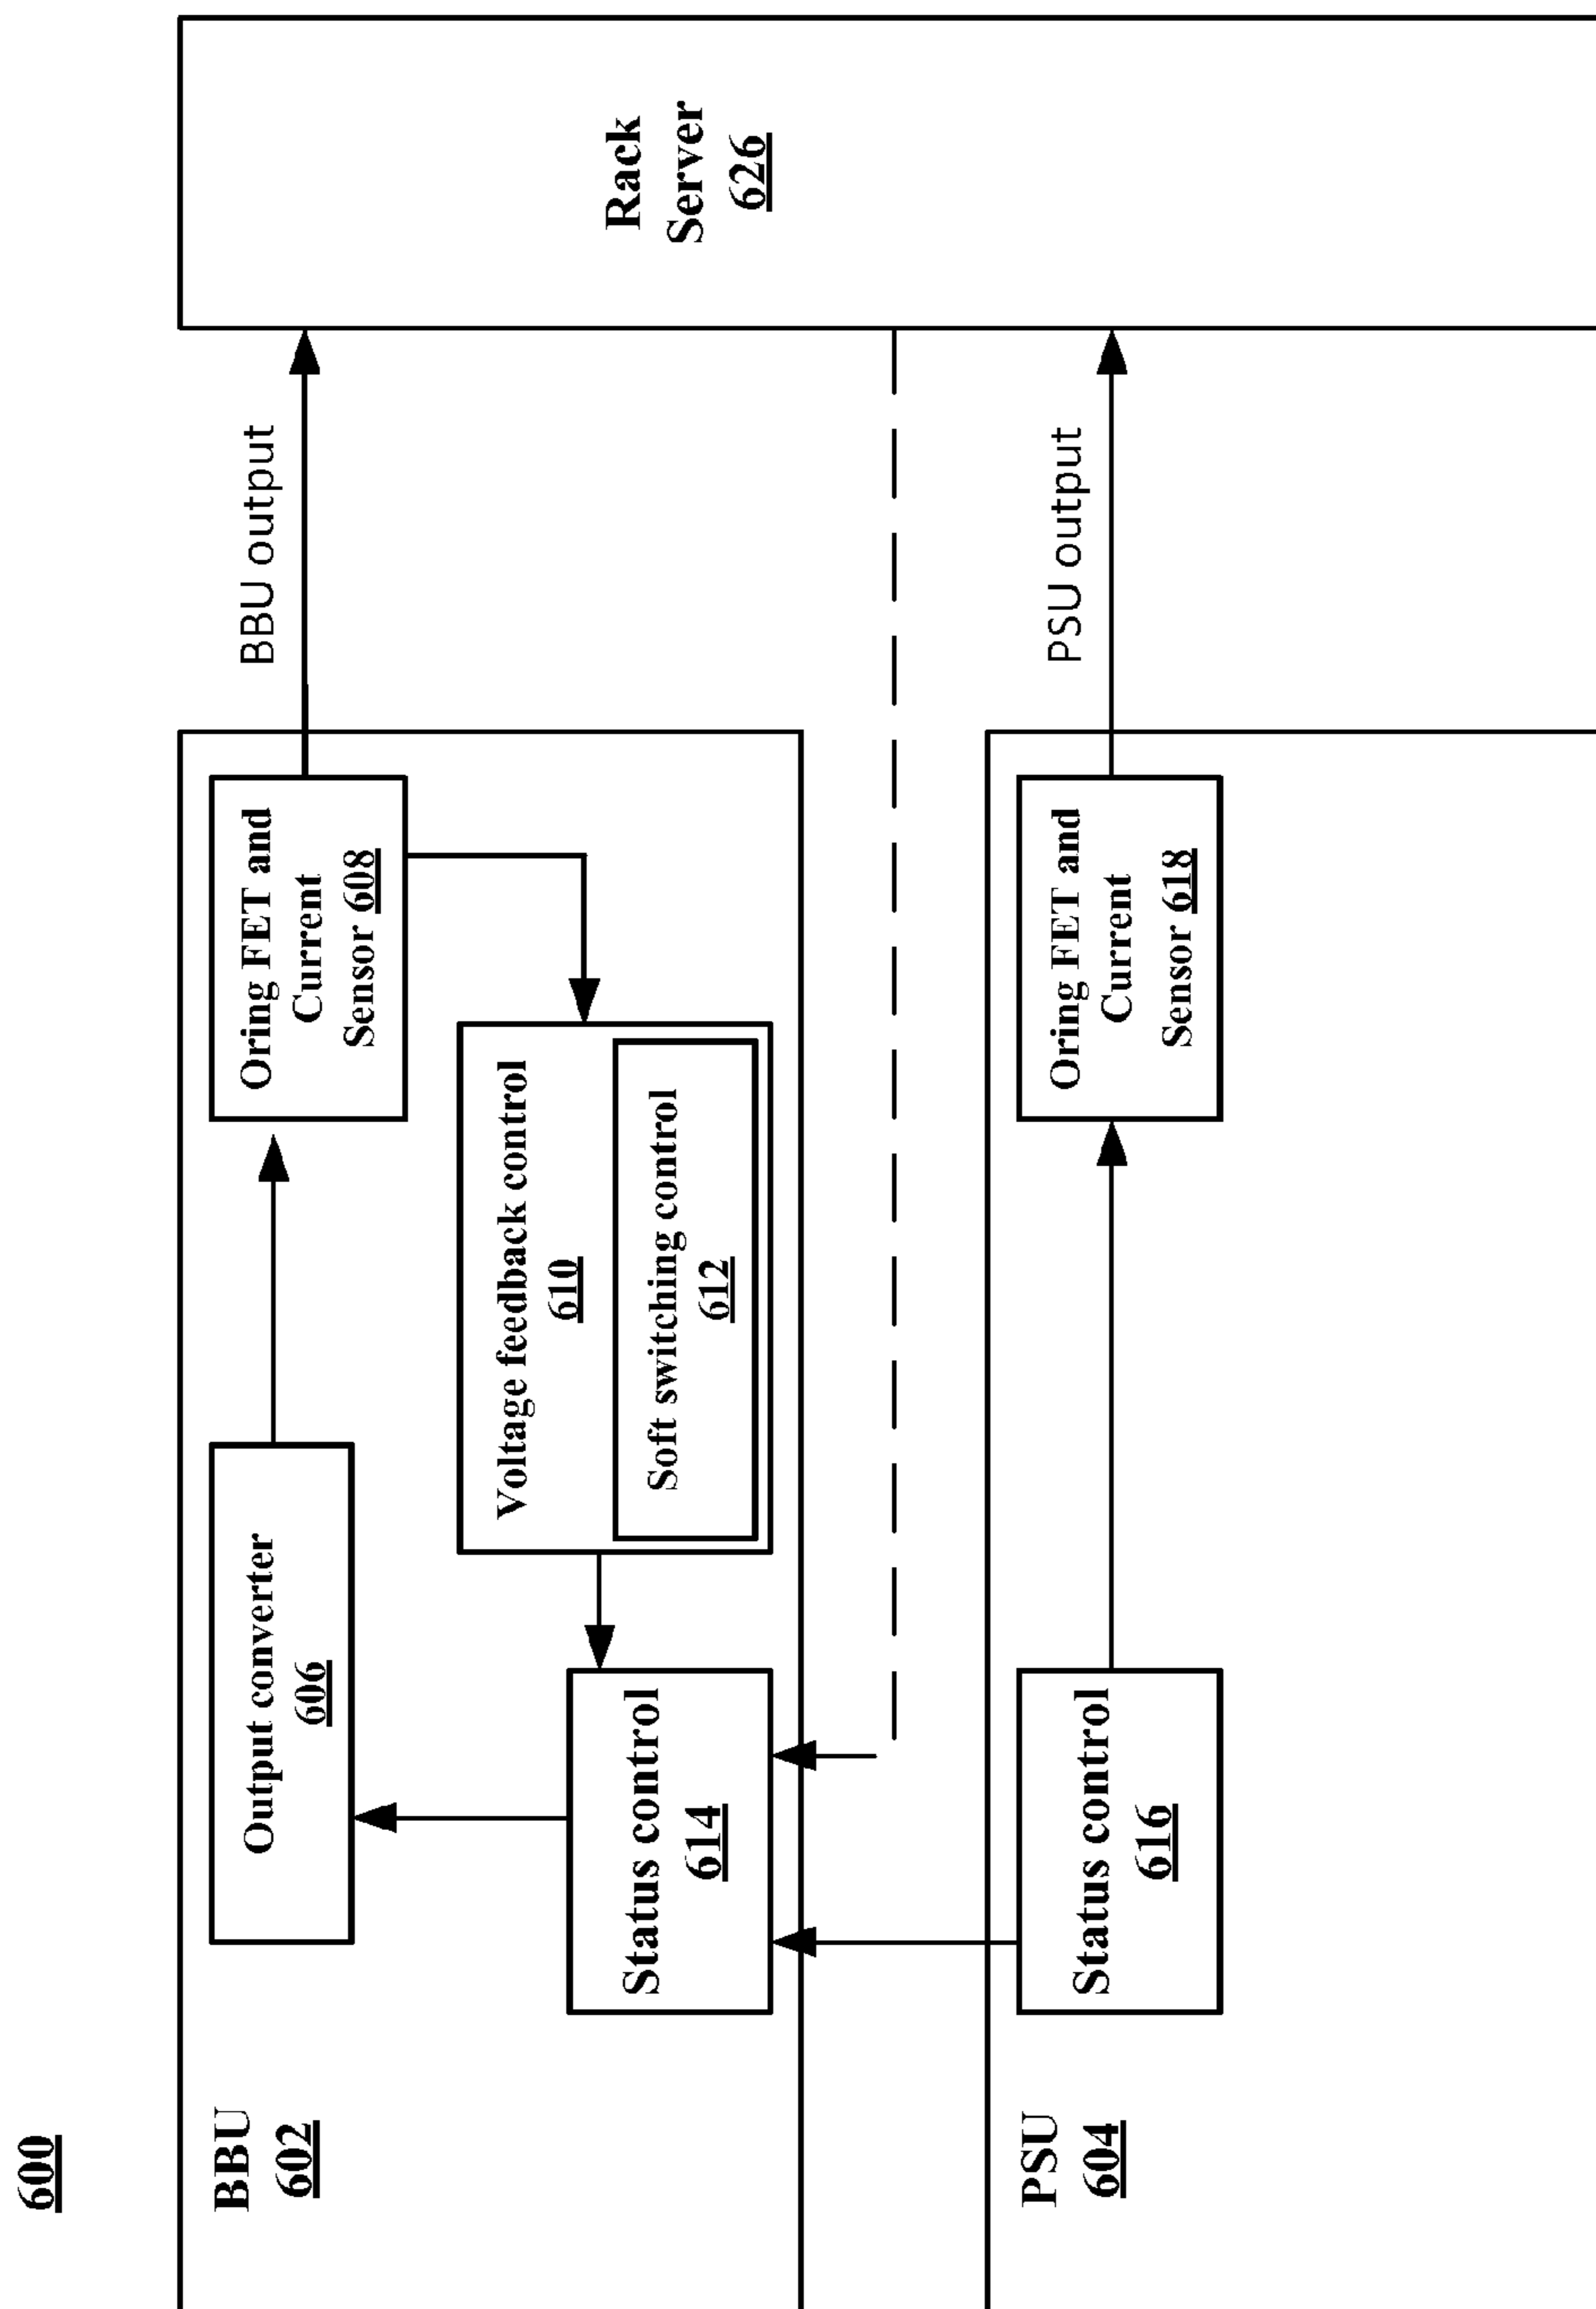 600
BBU
602
Output converter
606
Oring FET and
Current
Sensor 608
BBU output
Voltage feedback control
610
Soft switching control
612
Status control
614
PSU
604
Status control
616
Oring FET and
Current
Sensor 618
PSU output
Rack
Server
626